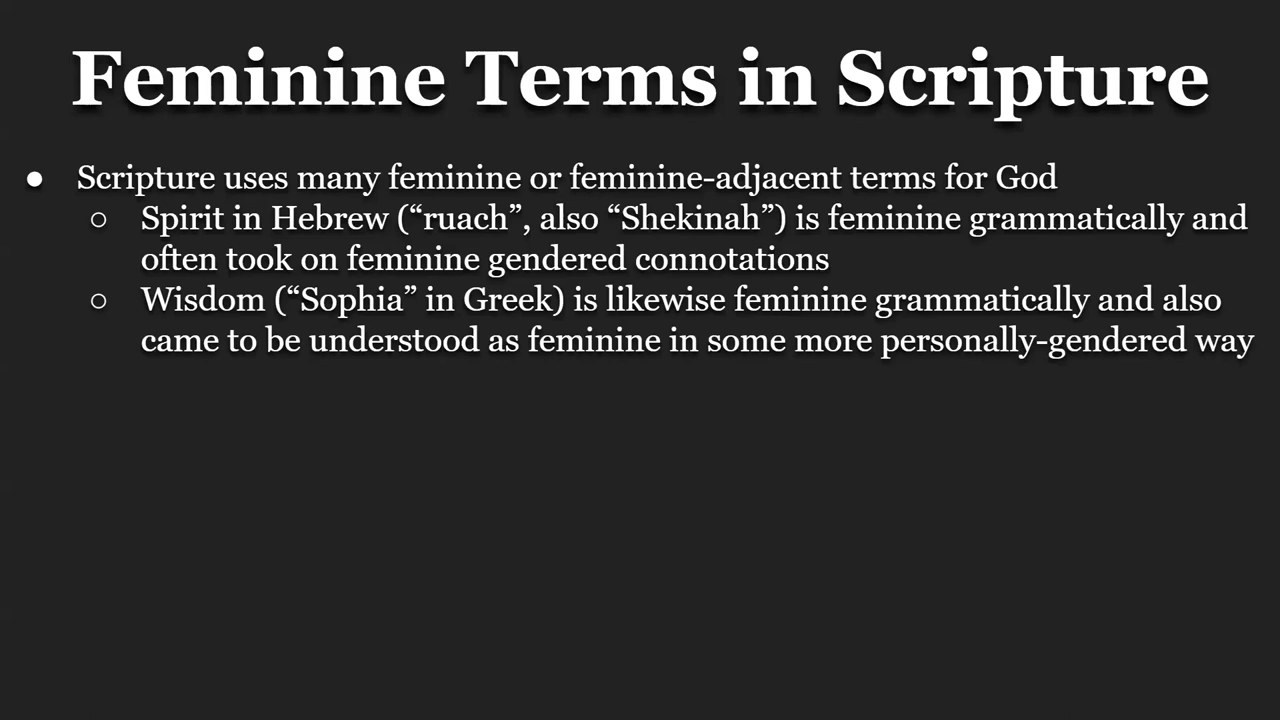 Feminine Terms in Scripture
● Scripture uses many feminine or feminine-adjacent terms for God
○ Spirit in Hebrew (“ruach”, also “Shekinah”) is feminine grammatically and
often took on feminine gendered connotations
○ Wisdom (“Sophia” in Greek) is likewise feminine grammatically and also
came to be understood as feminine in some more personally-gendered way